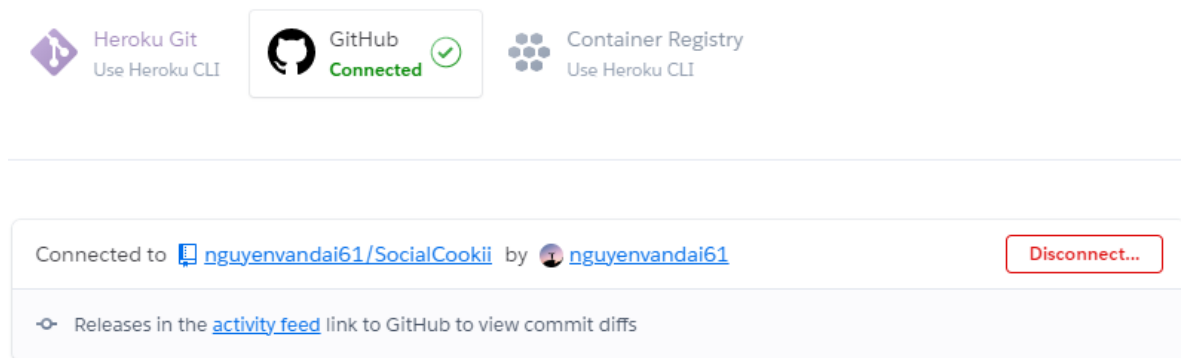 Heroku Git
Use Heroku CLI
GitHub
Connected
Container Registry
Use Heroku CLI
Connected to nguyenvandai61/SocialCookii by nguyenvandai61
Disconnect...
Releases in the activity feed link to GitHub to view commit diffs